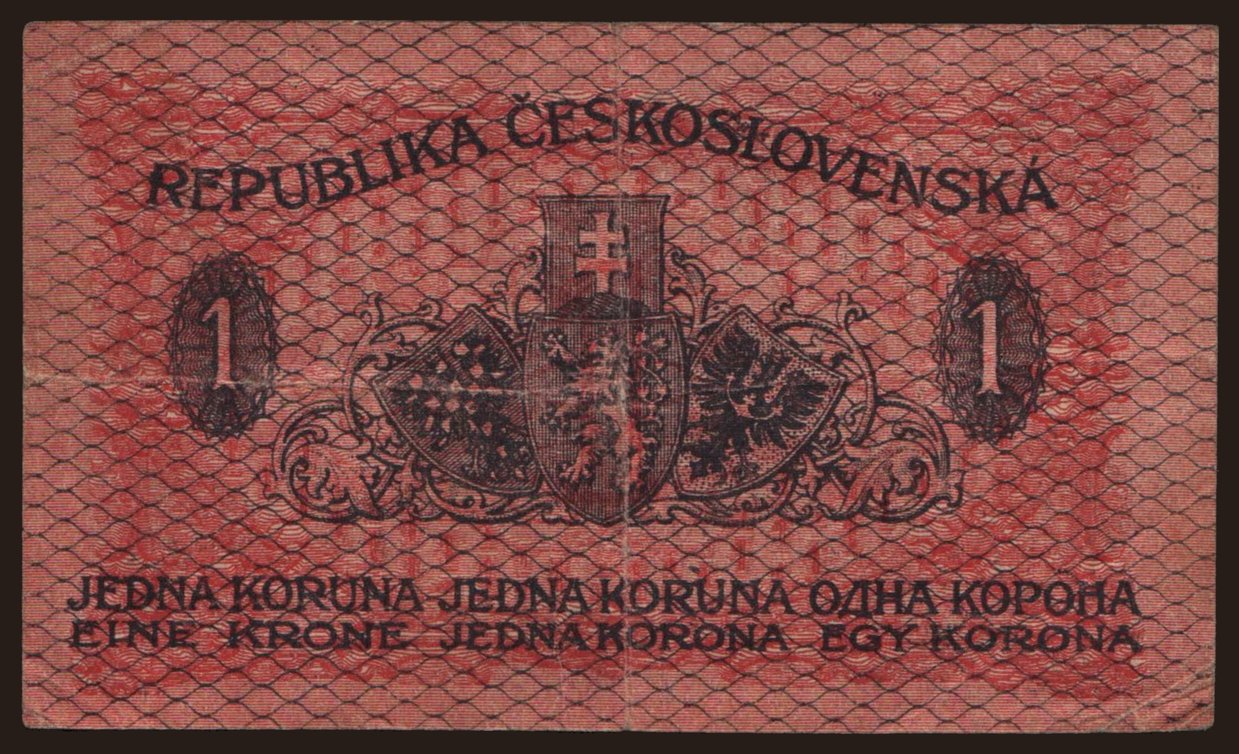 REPUBLIKA ČESKOSLOVENSKÁ
1 1
JEDNA KORUNA JEDNA KORUNA ОДНА КОРОНА
EINE KRONE JEDNA KORONA EGY KORONA